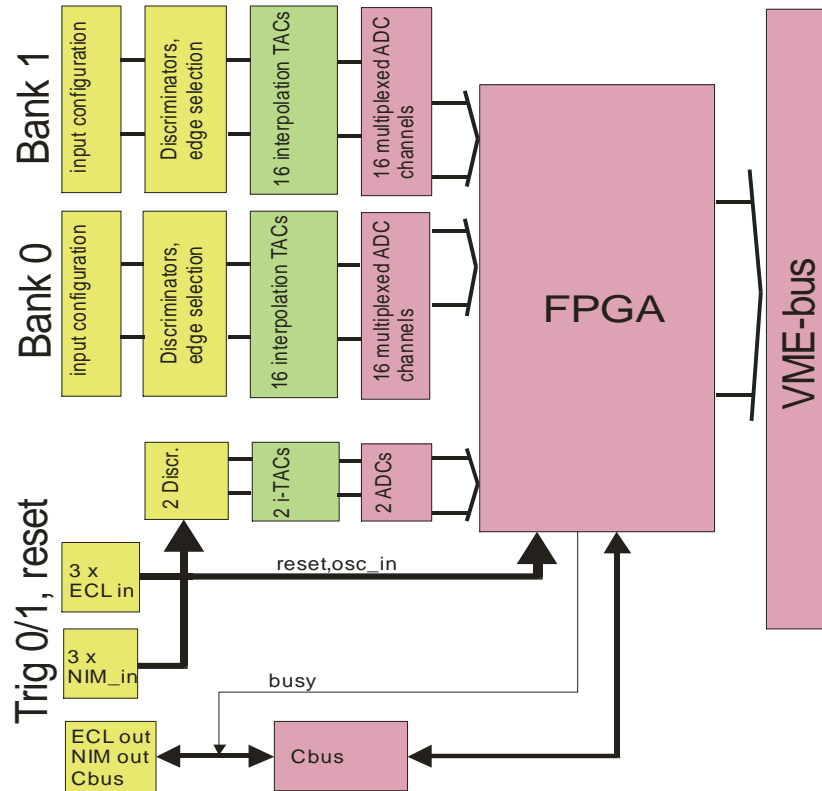 Bank 1
input configuration
Discriminators,
edge selection
16 interpolation TACs
16 multiplexed ADC
channels
Bank 0
input configuration
Discriminators,
edge selection
16 interpolation TACs
16 multiplexed ADC
channels
FPGA
VME-bus
Trig 0/1, reset
2 Discr.
2 i-TACs
2 ADCs
3 x
ECL in
reset,osc_in
3 x
NIM_in
busy
ECL out
NIM out
Cbus
Cbus